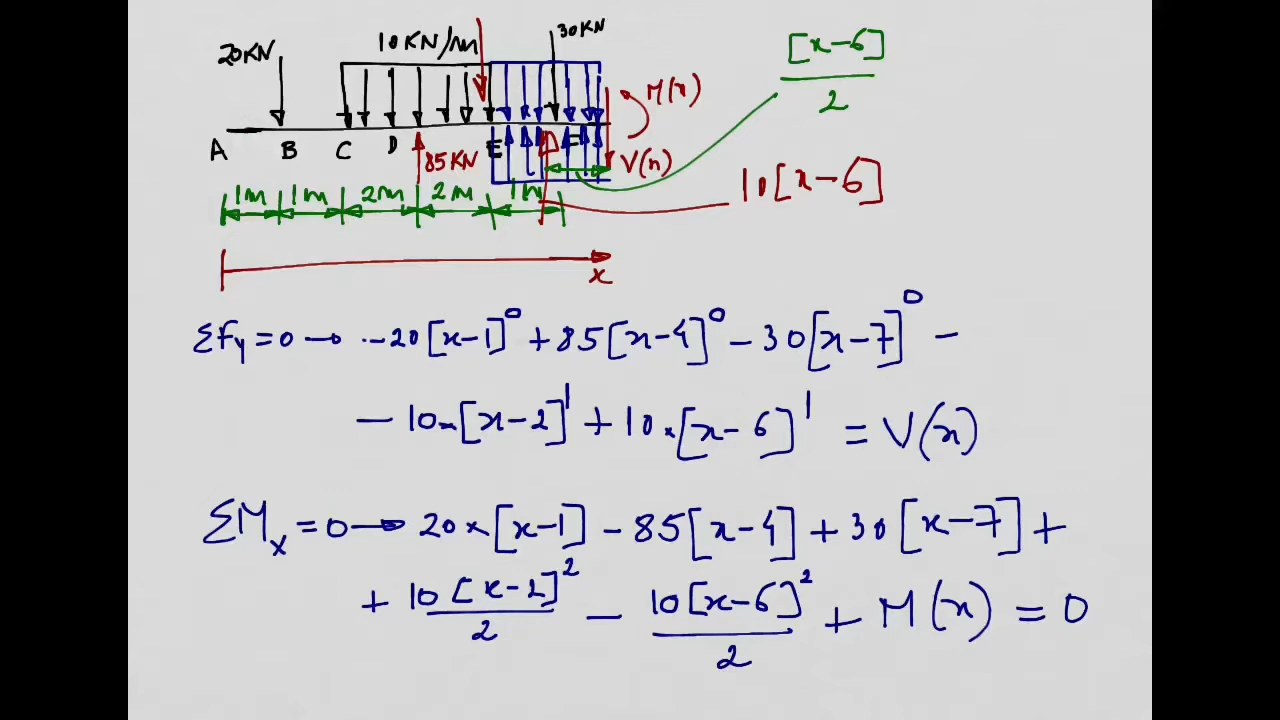 30KN
[x-6]
20KN
10KN/m
2
M(x)
A B C D E F
85KN
V(x)
10[x-6]
1m 1m 2m 2m 1m
x
ΣFy=0→ -20[x-1]⁰+85[x-4]⁰-30[x-7]⁰-
-10×[x-2]¹+10×[x-6]¹=V(x)
ΣMx=0→20×[x-1]-85[x-4]+30[x-7]+
+10[x-2]²/2-10[x-6]²/2+M(x)=0